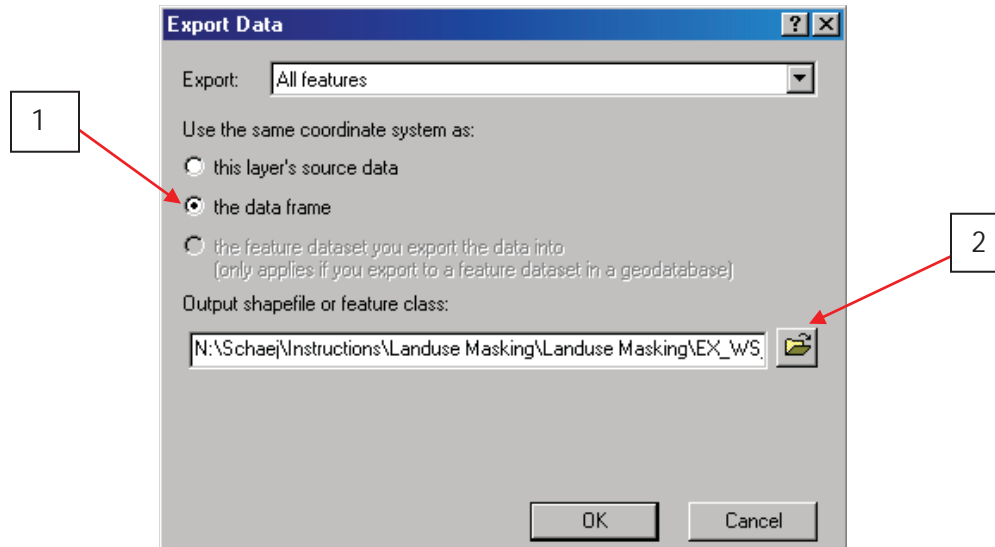 Export Data
Export: All features
1
Use the same coordinate system as:
this layer's source data
the data frame
the feature dataset you export the data into
(only applies if you export to a feature dataset in a geodatabase)
2
Output shapefile or feature class:
N:\Schaej\Instructions\Landuse Masking\Landuse Masking\EX_WS_
OK Cancel